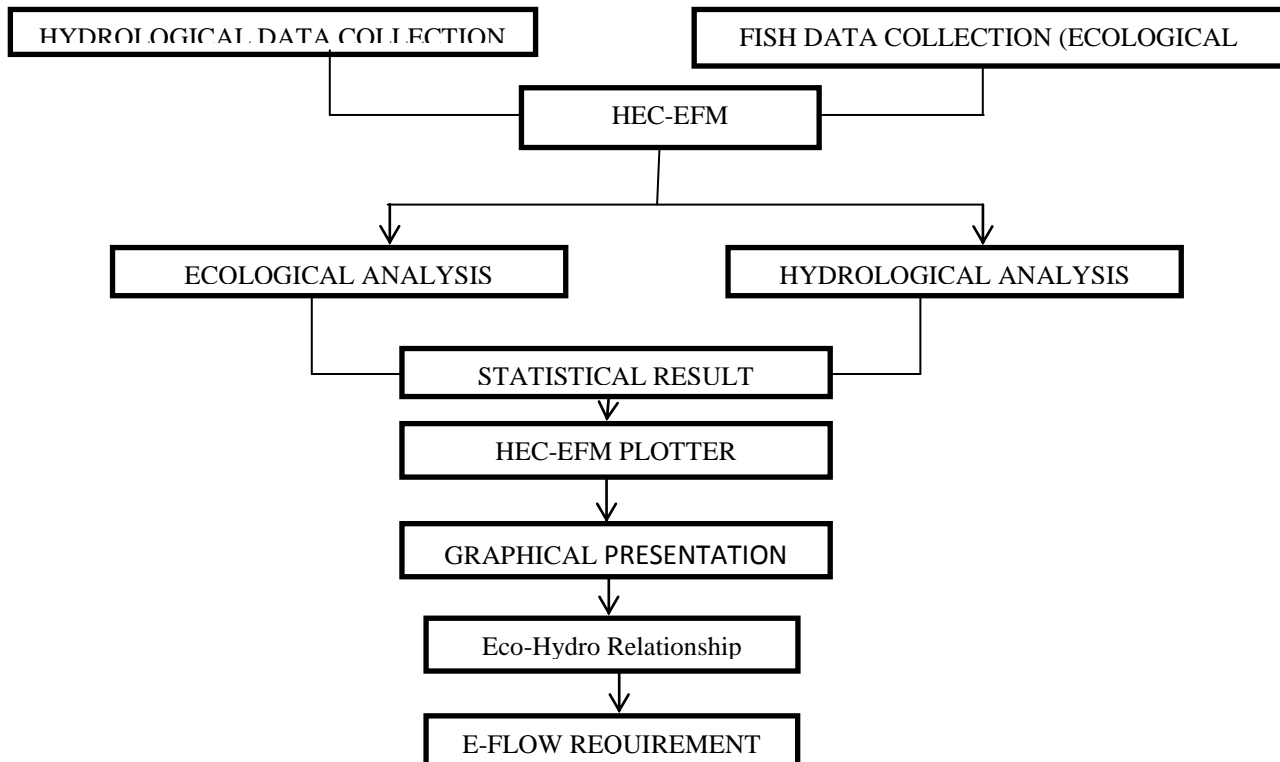 HYDROLOGICAL DATA COLLECTION
FISH DATA COLLECTION (ECOLOGICAL
HEC-EFM
ECOLOGICAL ANALYSIS
HYDROLOGICAL ANALYSIS
STATISTICAL RESULT
HEC-EFM PLOTTER
GRAPHICAL PRESENTATION
Eco-Hydro Relationship
E-FLOW REQUIREMENT